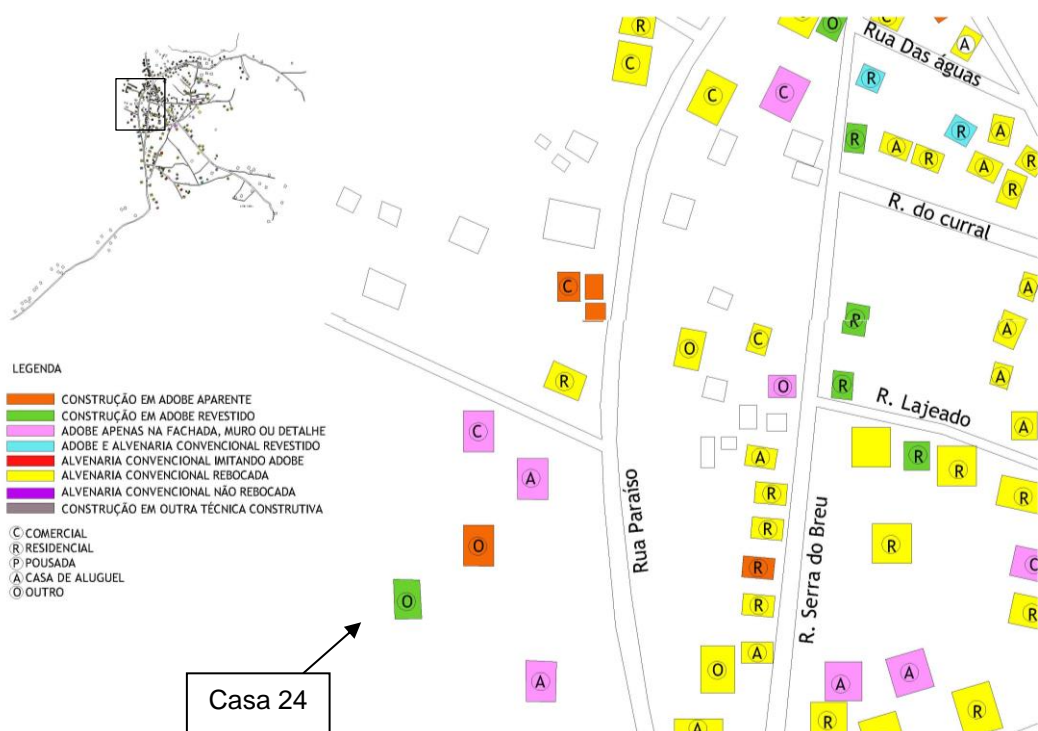 LEGENDA
CONSTRUÇÃO EM ADOBE APARENTE
CONSTRUÇÃO EM ADOBE REVESTIDO
ADOBE APENAS NA FACHADA, MURO OU DETALHE
ADOBE E ALVENARIA CONVENCIONAL REVESTIDO
ALVENARIA CONVENCIONAL IMITANDO ADOBE
ALVENARIA CONVENCIONAL REBOCADA
ALVENARIA CONVENCIONAL NÃO REBOCADA
CONSTRUÇÃO EM OUTRA TÉCNICA CONSTRUTIVA
C COMERCIAL
R RESIDENCIAL
P POUSADA
A CASA DE ALUGUEL
O OUTRO
Casa 24
R
C
C
C
O
C
R
O
C
O
C
A
O
O
A
Rua Paraíso
A
R
R
R
R
A
O
A
R. Serra do Breu
Rua Das águas
A
R
R
R
A
R
A
A
R
R
R. do curral
R
R
A
A
A
A
R. Lajeado
R
R
R
R
R
A
A
R
R